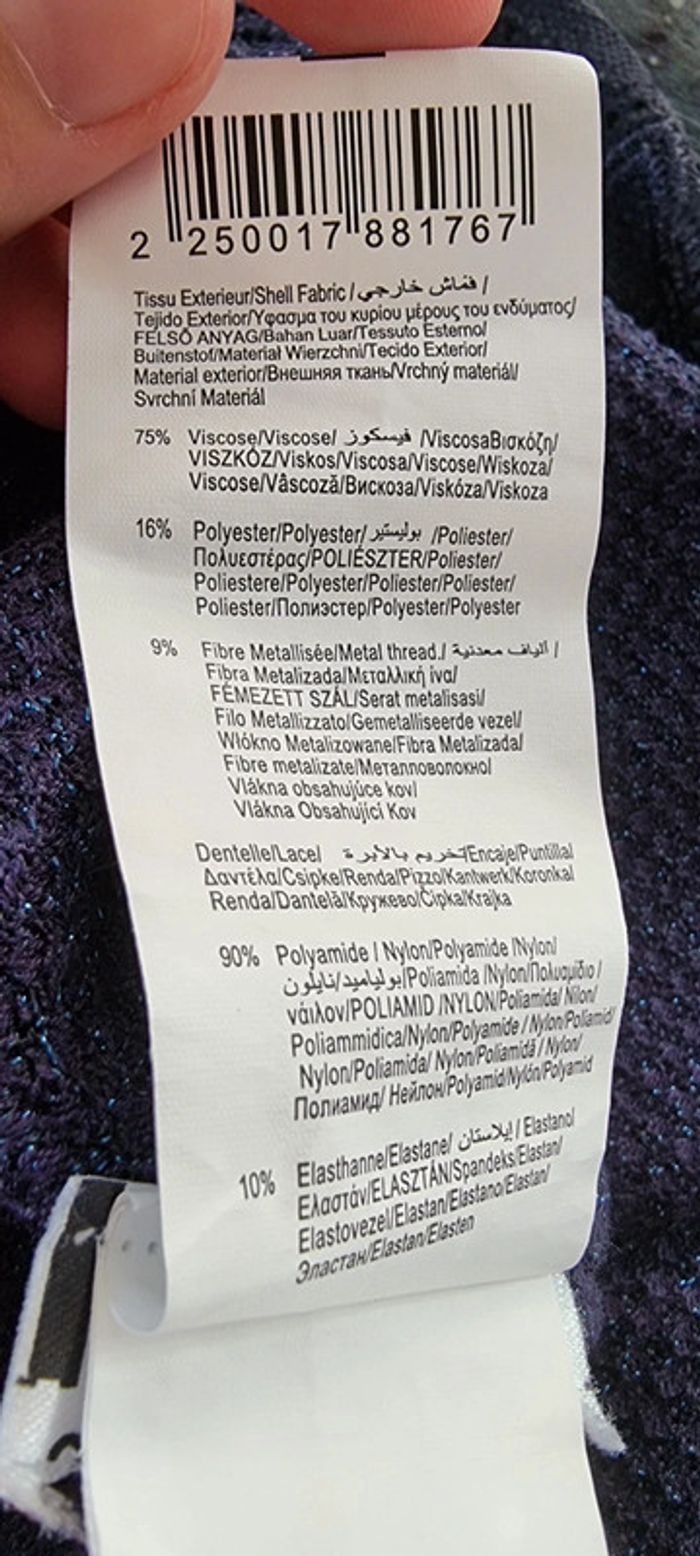 2 250017 881767
Tissu Exterieur/Shell Fabric / قماش خارجي /
Tejido Exterior/Υφασμα του κυριου μέρους του ενδύματος/
FELSŐ ANYAG/Bahan Luar/Tessuto Esterno/
Buitenstof/Materiał Wierzchni/Tecido Exterior/
Material exterior/Внешняя ткань/Vrchný materiál/
Svrchní Materiál
75% Viscose/Viscose/ فيسكوز /ViscosaΒισκόζη/
VISZKÓZ/Viskos/Viscosa/Viscose/Wiskoza/
Viscose/Vâscoză/Вискоза/Viskóza/Viskoza
16% Polyester/Polyester/ بوليستير /Poliester/
Πολυεστέρας/POLIÉSZTER/Poliester/
Poliestere/Polyester/Poliester/Poliester/
Poliester/Полиэстер/Polyester/Polyester
9% Fibre Metallisée/Metal thread./ ألياف معدنية /
Fibra Metalizada/Μεταλλική ίνα/
FÉMEZETT SZÁL/Serat metalisasi/
Filo Metallizzato/Gemetalliseerde vezel/
Włókno Metalizowane/Fibra Metalizada/
Fibre metalizate/Металловолокно/
Vlákna obsahujúce kov/
Vlákna Obsahující Kov
Dentelle/Lace/ تخريم بالأبرة/Encaje/Puntilla/
Δαντέλα/Csipke/Renda/Pizzo/Kantwerk/Koronka/
Renda/Dantelă/Кружево/Čipka/Krajka
90% Polyamide / Nylon/Polyamide /Nylon/
بولياميد/نايلون/Poliamida /Nylon/Πολυαμίδιο /
νάιλον/POLIAMID /NYLON/Poliamida/ Nilon/
Poliammidica/Nylon/Polyamide / Nylon/Poliamid/
Nylon/Poliamida/ Nylon/Poliamidă / Nylon/
Полиамид/ Нейлон/Polyamid/Nylón/Polyamid
10% Elasthanne/Elastane/ إيلاستان / Elastano/
Ελαστάν/ELASZTÁN/Spandeks/Elastan/
Elastovezel/Elastan/Elastano/Elastan/
Эластан/Elastan/Elasten